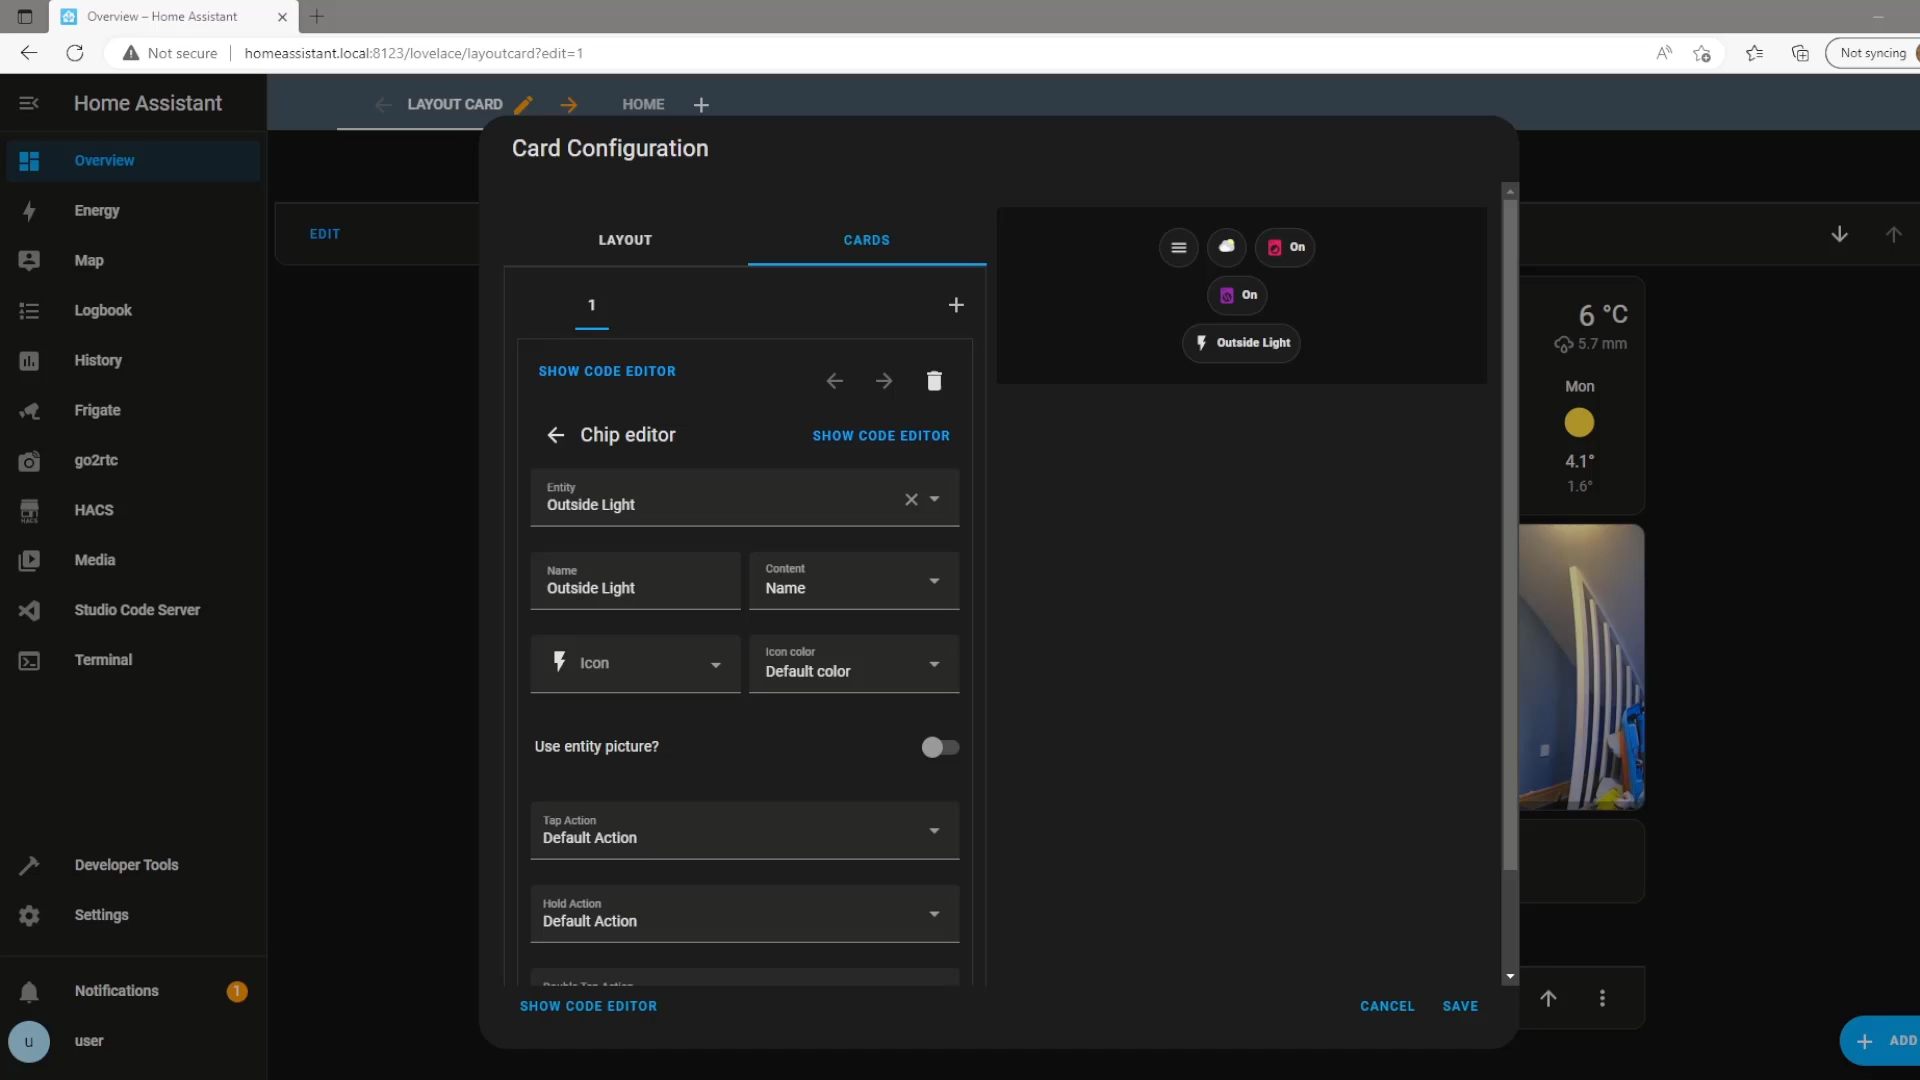 Overview – Home Assistant
Not secure
homeassistant.local:8123/lovelace/layoutcard?edit=1
Not syncing
Home Assistant
LAYOUT CARD
HOME
Overview
Energy
Map
Logbook
History
Frigate
go2rtc
HACS
HACS
Media
Studio Code Server
Terminal
Developer Tools
Settings
Notifications
1
u
user
EDIT
Card Configuration
LAYOUT
CARDS
1
SHOW CODE EDITOR
Chip editor
SHOW CODE EDITOR
Entity
Outside Light
Name
Outside Light
Content
Name
Icon
Icon color
Default color
Use entity picture?
Tap Action
Default Action
Hold Action
Default Action
Double Tap Action
SHOW CODE EDITOR
CANCEL
SAVE
On
On
Outside Light
6 °C
5.7 mm
Mon
4.1°
1.6°
ADD